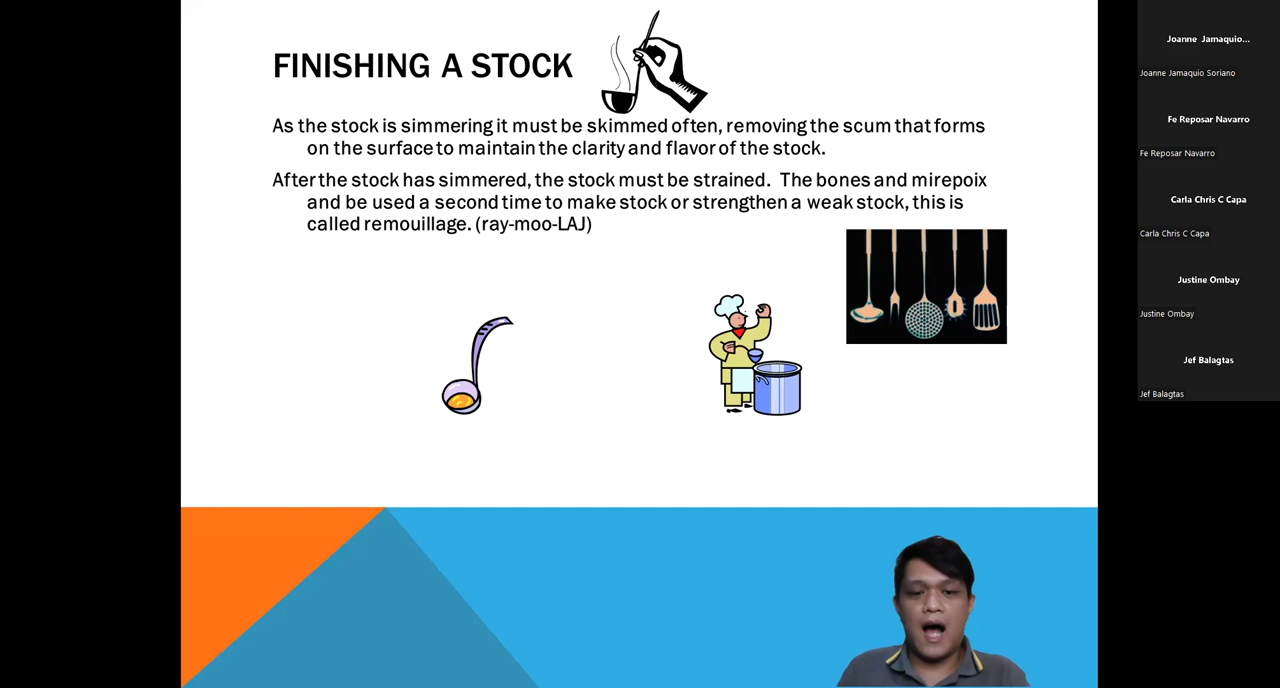 FINISHING A STOCK
As the stock is simmering it must be skimmed often, removing the scum that forms
on the surface to maintain the clarity and flavor of the stock.
After the stock has simmered, the stock must be strained.  The bones and mirepoix
and be used a second time to make stock or strengthen a weak stock, this is
called remouillage. (ray-moo-LAJ)
Joanne Jamaquio...
Joanne Jamaquio Soriano
Fe Reposar Navarro
Fe Reposar Navarro
Carla Chris C Capa
Carla Chris C Capa
Justine Ombay
Justine Ombay
Jef Balagtas
Jef Balagtas